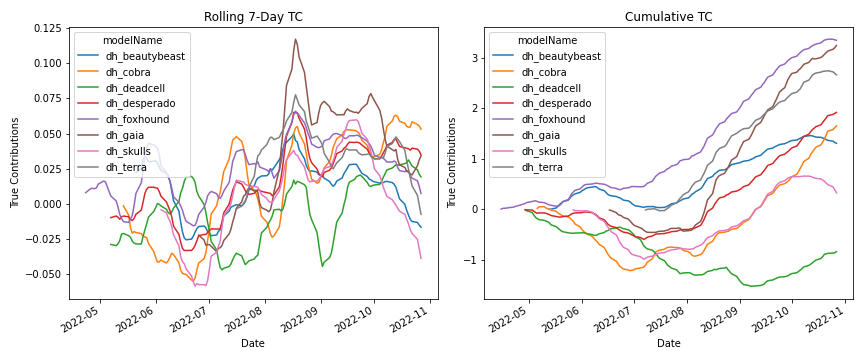 Rolling 7-Day TC
True Contributions
0.125
0.100
0.075
0.050
0.025
0.000
−0.025
−0.050
modelName
dh_beautybeast
dh_cobra
dh_deadcell
dh_desperado
dh_foxhound
dh_gaia
dh_skulls
dh_terra
2022-05
2022-06
2022-07
2022-08
2022-09
2022-10
2022-11
Date
Cumulative TC
True Contributions
3
2
1
0
−1
modelName
dh_beautybeast
dh_cobra
dh_deadcell
dh_desperado
dh_foxhound
dh_gaia
dh_skulls
dh_terra
2022-05
2022-06
2022-07
2022-08
2022-09
2022-10
2022-11
Date